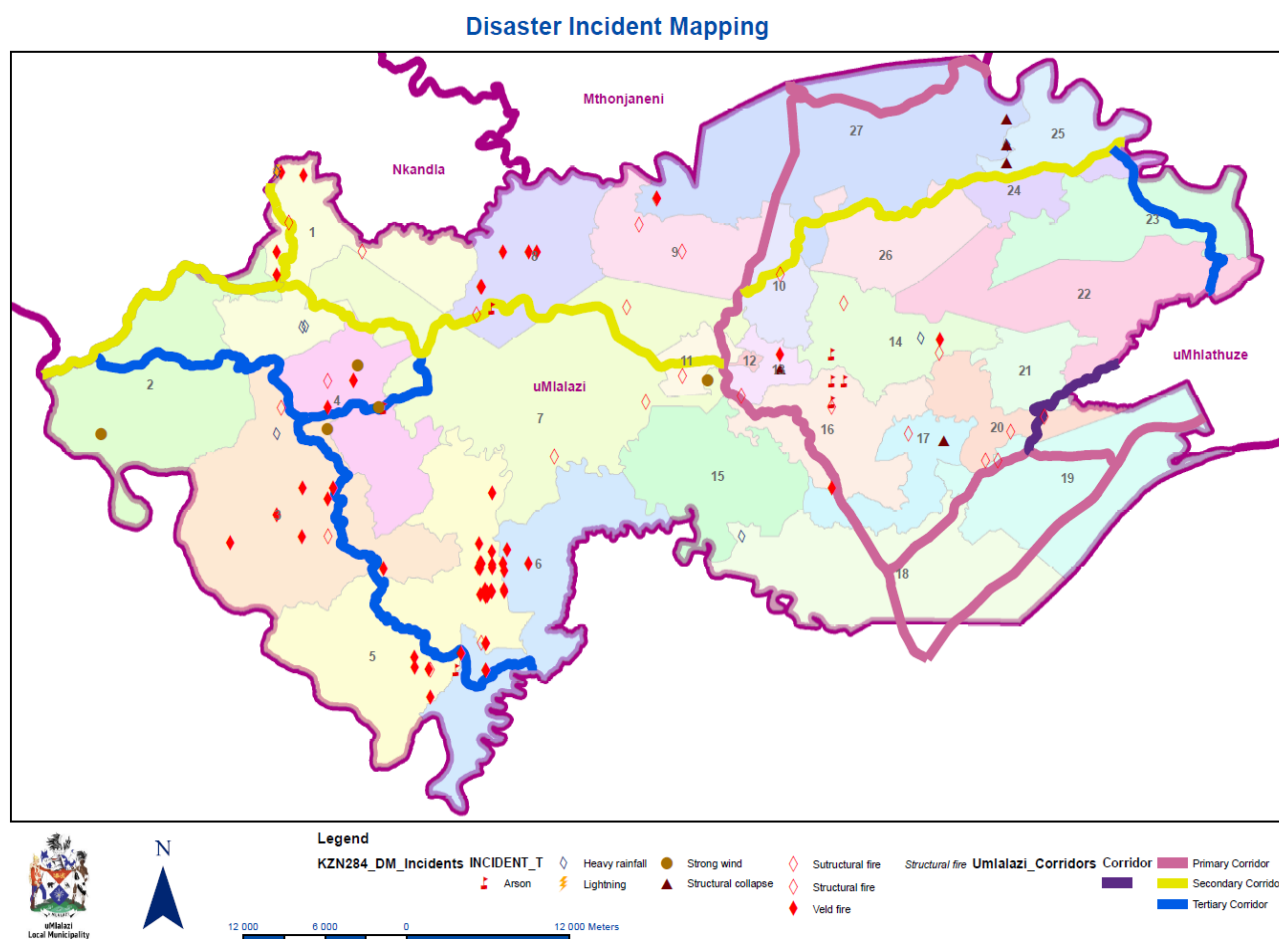 Disaster Incident Mapping
Mthonjaneni
27
25
Nkandla
24
23
1
8
9
26
10
22
14
uMhlathuze
2
11
12
21
4
uMlalazi
7
16
17
20
15
19
6
18
5
Legend
KZN284_DM_Incidents INCIDENT_T
Arson
Heavy rainfall
Lightning
Strong wind
Structural collapse
Sutructural fire
Structural fire
Veld fire
Structural fire
Umlalazi_Corridors Corridor
Primary Corridor
Secondary Corrido
Tertiary Corridor
N
uMlalazi
Local Municipality
12 000 6 000 0 12 000 Meters